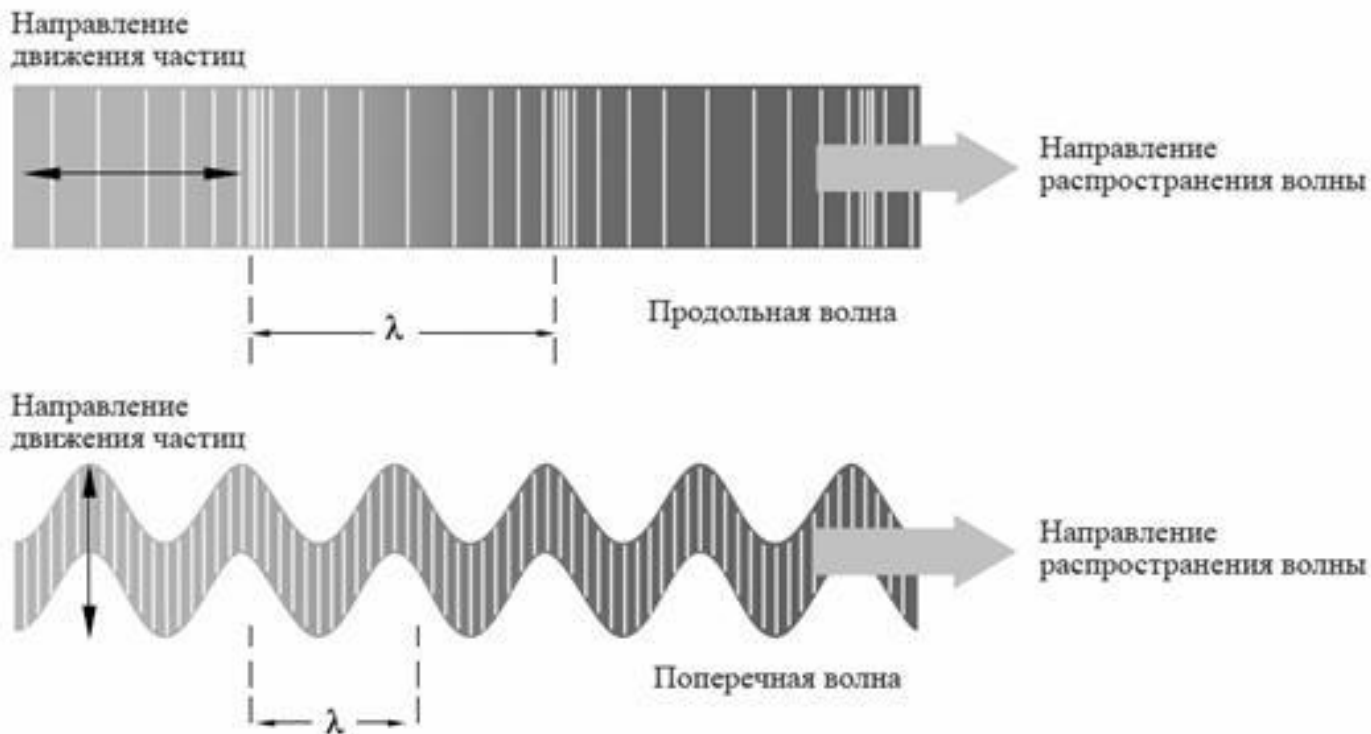 Направление
движения частиц
Направление
распространения волны
λ
Продольная волна
Направление
движения частиц
Направление
распространения волны
Поперечная волна
λ